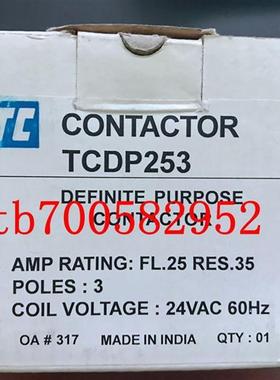 TC
CONTACTOR
TCDP253
DEFINITE PURPOSE
CONTACTOR
tb700582952
AMP RATING: FL.25 RES.35
POLES : 3
COIL VOLTAGE : 24VAC 60Hz
OA # 317 MADE IN INDIA QTY : 01